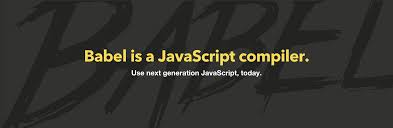 BABEL
Babel is a JavaScript compiler.
Use next generation JavaScript, today.